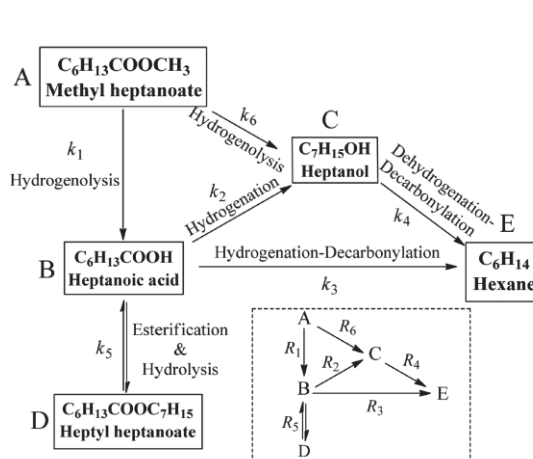 A
C₆H₁₃COOCH₃
Methyl heptanoate
k₁
Hydrogenolysis
k₆
Hydrogenolysis
C
C₇H₁₅OH
Heptanol
k₂
Hydrogenation
Dehydrogenation-
Decarbonylation
k₄
B
C₆H₁₃COOH
Heptanoic acid
Hydrogenation-Decarbonylation
k₃
E
C₆H₁₄
Hexane
k₅
Esterification
&
Hydrolysis
D
C₆H₁₃COOC₇H₁₅
Heptyl heptanoate
A
R₆
R₁
C
R₂
R₄
B
E
R₃
R₅
D